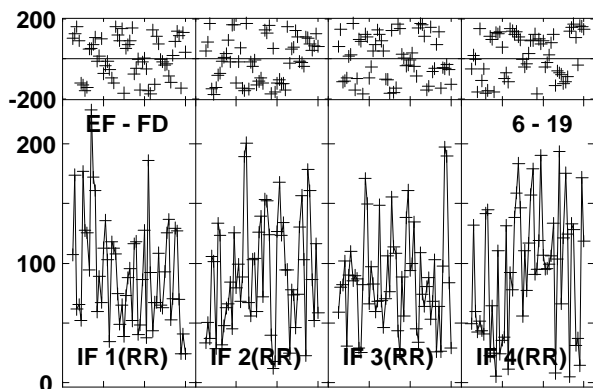 200
-200
EF - FD
6 - 19
200
100
0
IF 1(RR)
IF 2(RR)
IF 3(RR)
IF 4(RR)